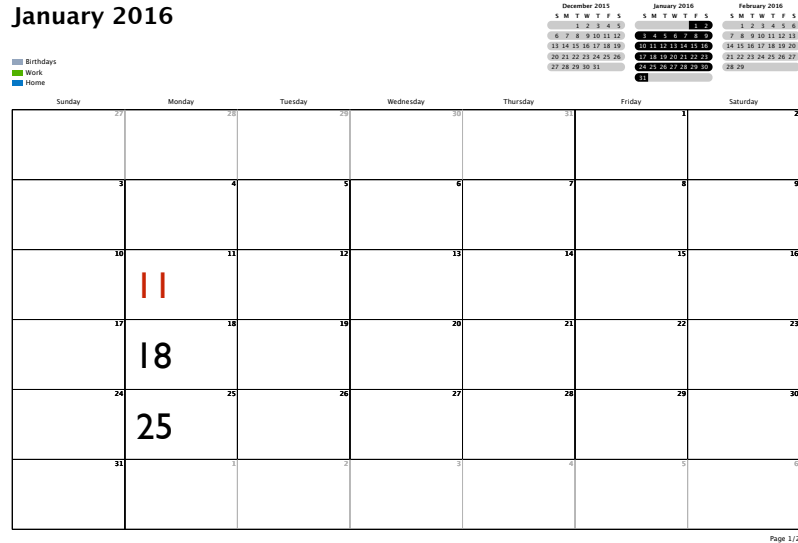 January 2016
December 2015
S M T W T F S
1 2 3 4 5
6 7 8 9 10 11 12
13 14 15 16 17 18 19
20 21 22 23 24 25 26
27 28 29 30 31
January 2016
S M T W T F S
1 2
3 4 5 6 7 8 9
10 11 12 13 14 15 16
17 18 19 20 21 22 23
24 25 26 27 28 29 30
31
February 2016
S M T W T F S
1 2 3 4 5 6
7 8 9 10 11 12 13
14 15 16 17 18 19 20
21 22 23 24 25 26 27
28 29
Birthdays
Work
Home
Sunday Monday Tuesday Wednesday Thursday Friday Saturday
27 28 29 30 31 1 2
3 4 5 6 7 8 9
10 11 12 13 14 15 16
11
17 18 19 20 21 22 23
18
24 25 26 27 28 29 30
25
31 1 2 3 4 5 6
Page 1/2